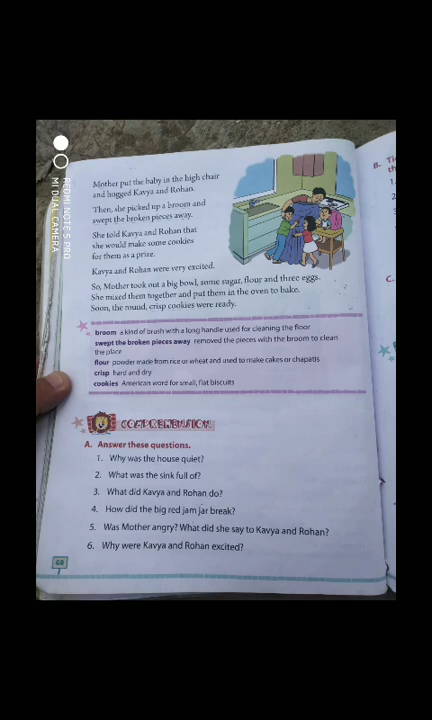 Mother put the baby in the high chair
and hugged Kavya and Rohan.
Then, she picked up a broom and
swept the broken pieces away.
She told Kavya and Rohan that
she would make some cookies
for them as a prize.
Kavya and Rohan were very excited.
So, Mother took out a big bowl, some sugar, flour and three eggs.
She mixed them together and put them in the oven to bake.
Soon, the round, crisp cookies were ready.
broom a kind of brush with a long handle used for cleaning the floor
swept the broken pieces away removed the pieces with the broom to clean
the place
flour powder made from rice or wheat and used to make cakes or chapatis
crisp hard and dry
cookies American word for small, flat biscuits
COMPREHENSION
A. Answer these questions.
1. Why was the house quiet?
2. What was the sink full of?
3. What did Kavya and Rohan do?
4. How did the big red jam jar break?
5. Was Mother angry? What did she say to Kavya and Rohan?
6. Why were Kavya and Rohan excited?
68
B.
C.
REDMI NOTE 5 PRO
MI DUAL CAMERA